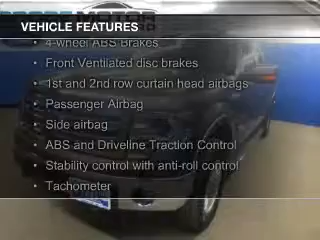 VEHICLE FEATURES
• 4-wheel ABS Brakes
• Front Ventilated disc brakes
• 1st and 2nd row curtain head airbags
• Passenger Airbag
• Side airbag
• ABS and Driveline Traction Control
• Stability control with anti-roll control
• Tachometer